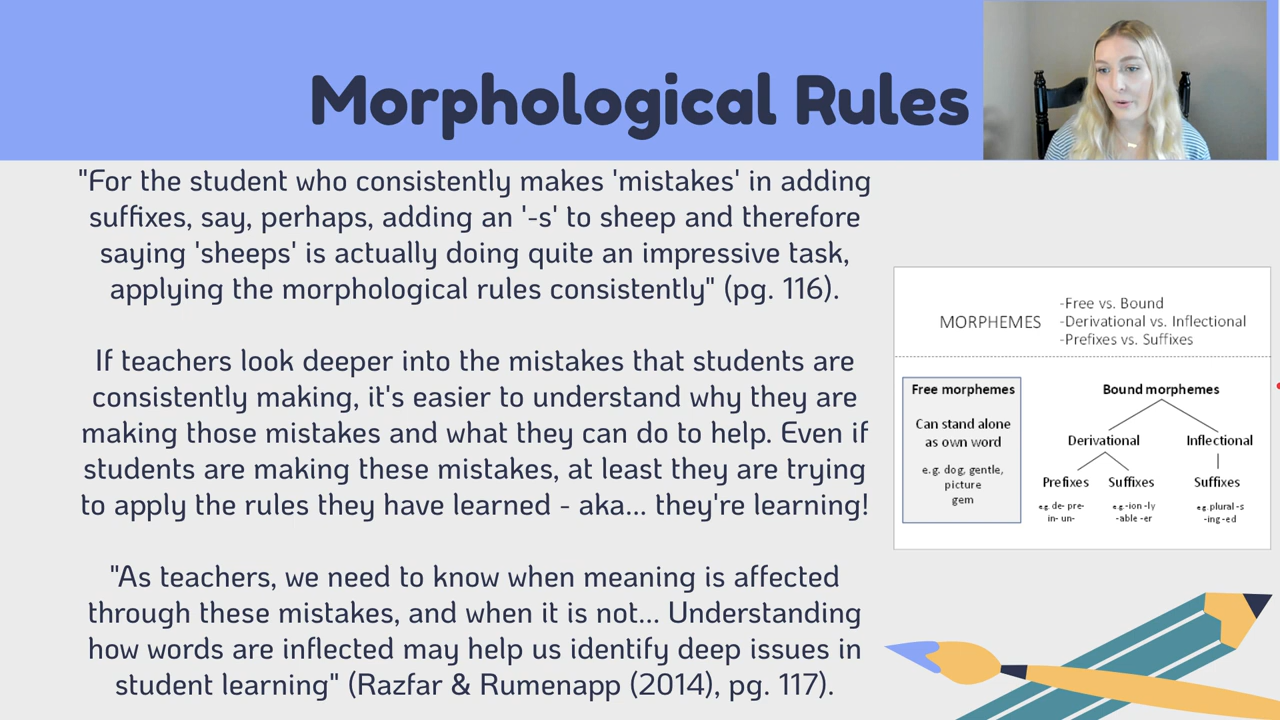 Morphological Rules
"For the student who consistently makes 'mistakes' in adding
suffixes, say, perhaps, adding an '-s' to sheep and therefore
saying 'sheeps' is actually doing quite an impressive task,
applying the morphological rules consistently" (pg. 116).
If teachers look deeper into the mistakes that students are
consistently making, it's easier to understand why they are
making those mistakes and what they can do to help. Even if
students are making these mistakes, at least they are trying
to apply the rules they have learned - aka... they're learning!
"As teachers, we need to know when meaning is affected
through these mistakes, and when it is not... Understanding
how words are inflected may help us identify deep issues in
student learning" (Razfar & Rumenapp (2014), pg. 117).
MORPHEMES
-Free vs. Bound
-Derivational vs. Inflectional
-Prefixes vs. Suffixes
Free morphemes
Can stand alone
as own word
e.g. dog, gentle,
picture
gem
Bound morphemes
Derivational Inflectional
Prefixes Suffixes Suffixes
e.g. de- pre- e.g -ion -ly e.g. plural -s
in- un- -able -er -ing -ed